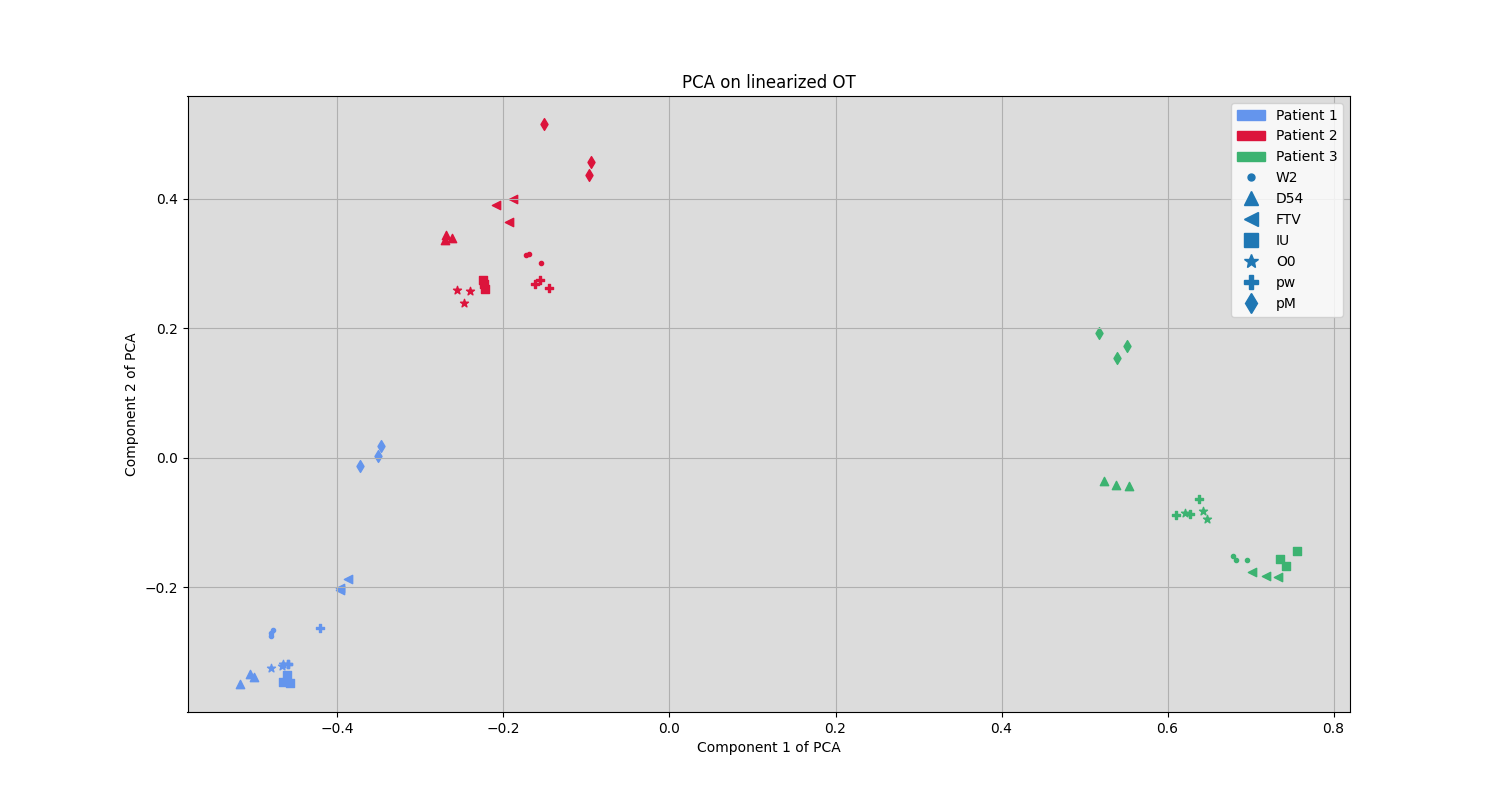 PCA on linearized OT
Patient 1
Patient 2
Patient 3
W2
D54
FTV
IU
O0
pw
pM
0.4
0.2
0.0
−0.2
Component 2 of PCA
−0.4
−0.2
0.0
0.2
0.4
0.6
0.8
Component 1 of PCA